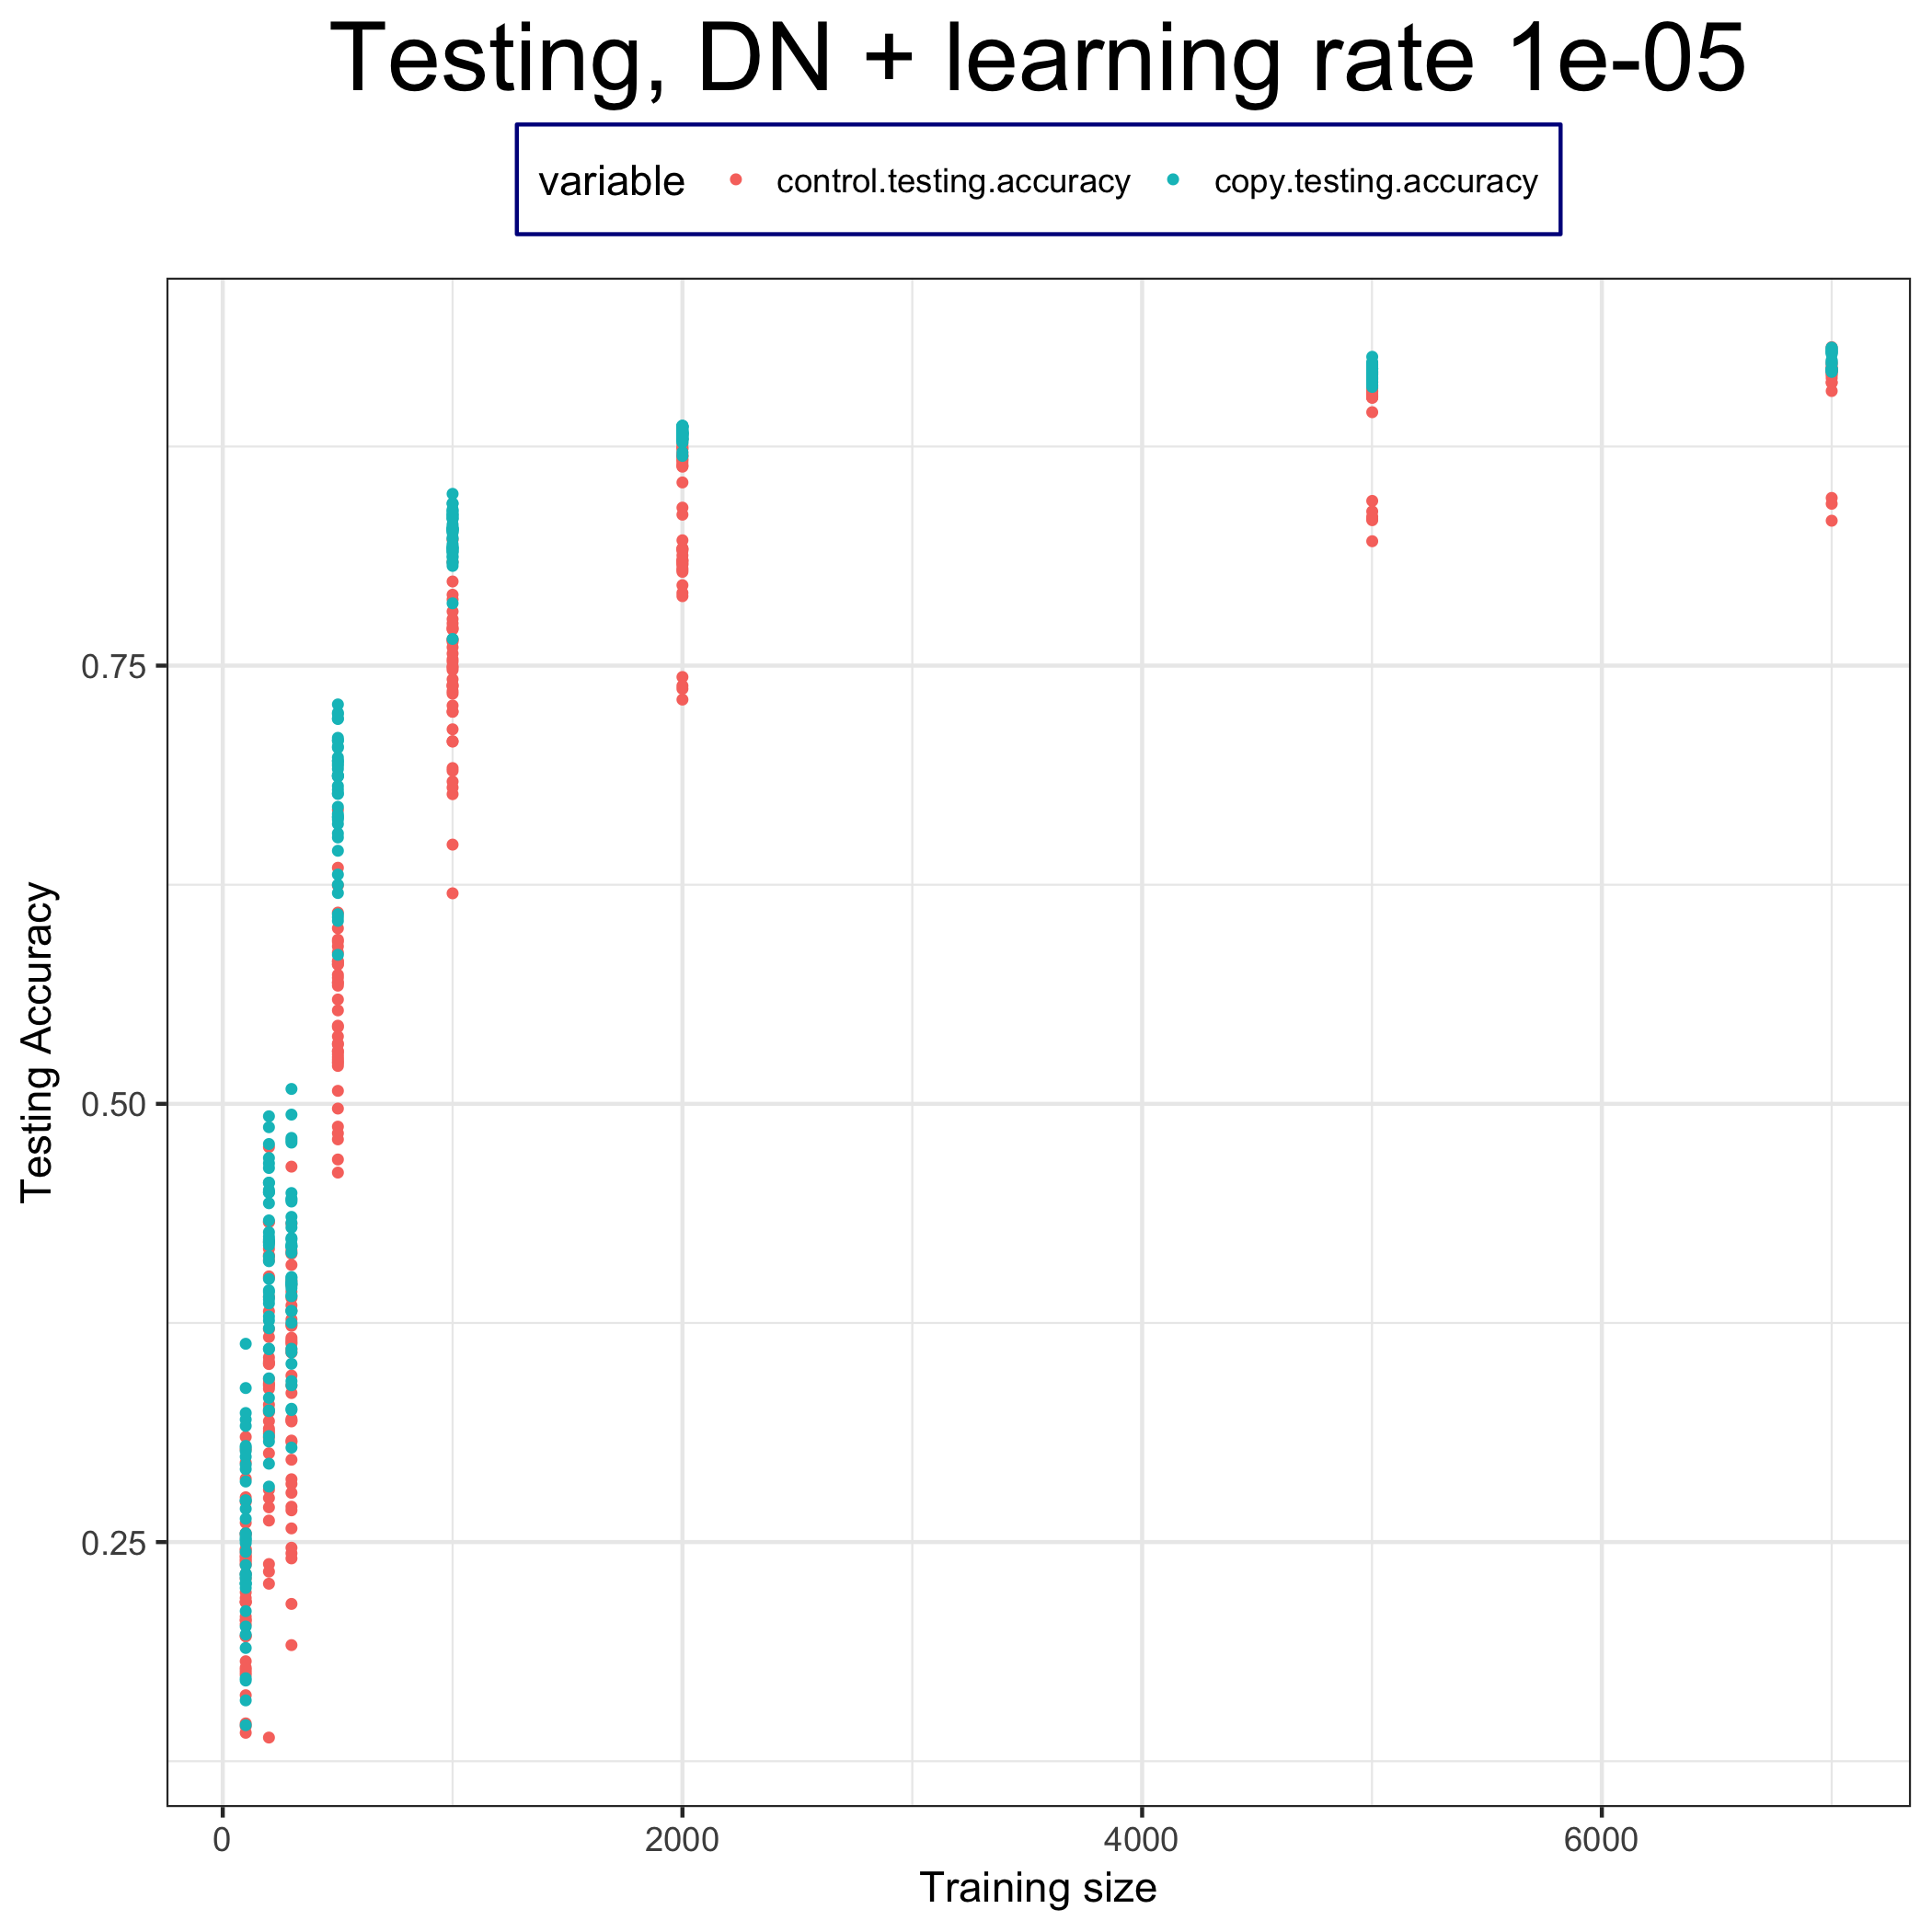 Testing, DN + learning rate 1e-05
variable control.testing.accuracy copy.testing.accuracy
Testing Accuracy
0.75
0.50
0.25
0 2000 4000 6000
Training size